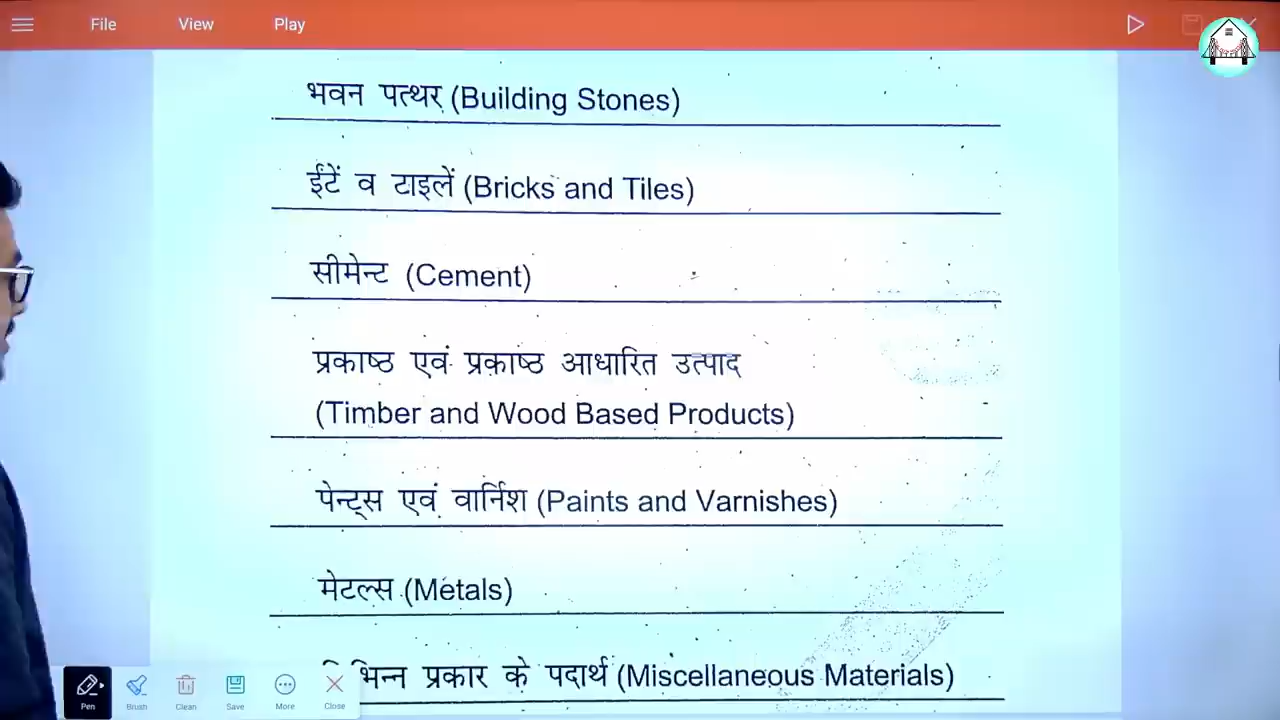 File View Play
भवन पत्थर (Building Stones)
ईंटें व टाइलें (Bricks and Tiles)
सीमेन्ट (Cement)
प्रकाष्ठ एवं प्रकाष्ठ आधारित उत्पाद
(Timber and Wood Based Products)
पेन्ट्स एवं वार्निश (Paints and Varnishes)
मेटल्स (Metals)
प्रकार के पदार्थ (Miscellaneous Materials)
Pen Brush Clean Save More Close